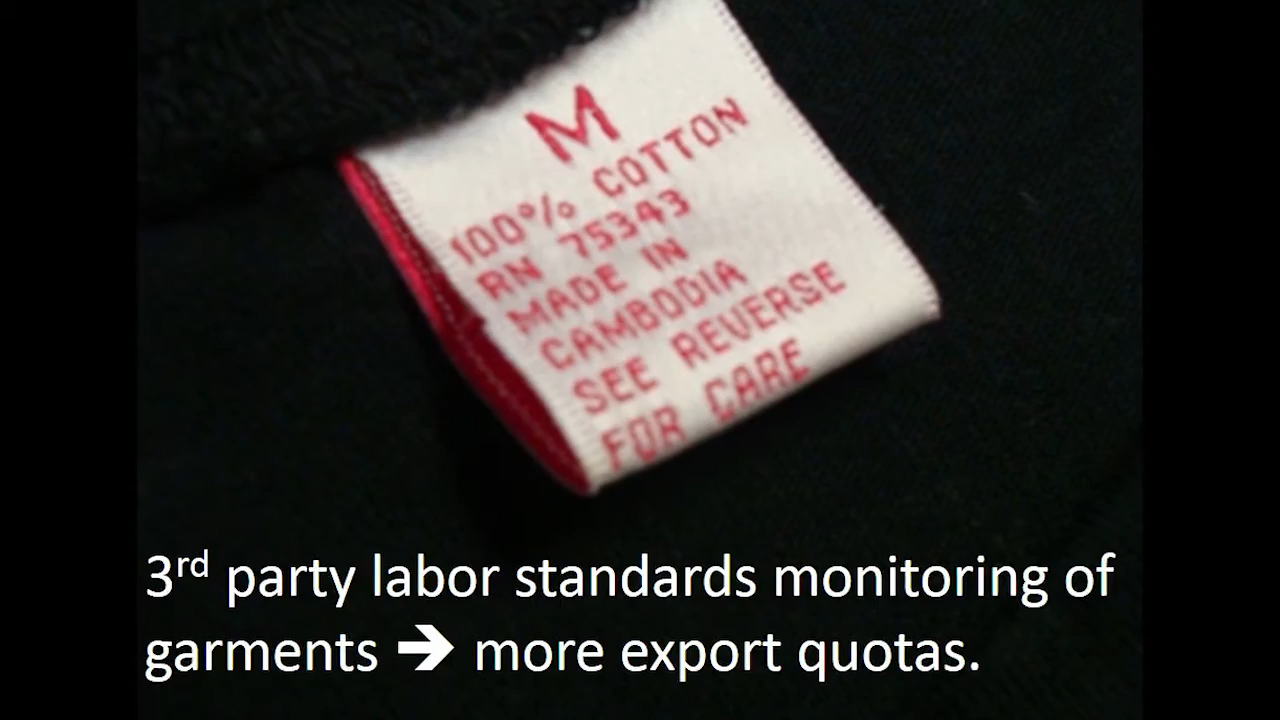 M
100% COTTON
RN 75343
MADE IN
CAMBODIA
SEE REVERSE
FOR CARE
3rd party labor standards monitoring of
garments ➔ more export quotas.